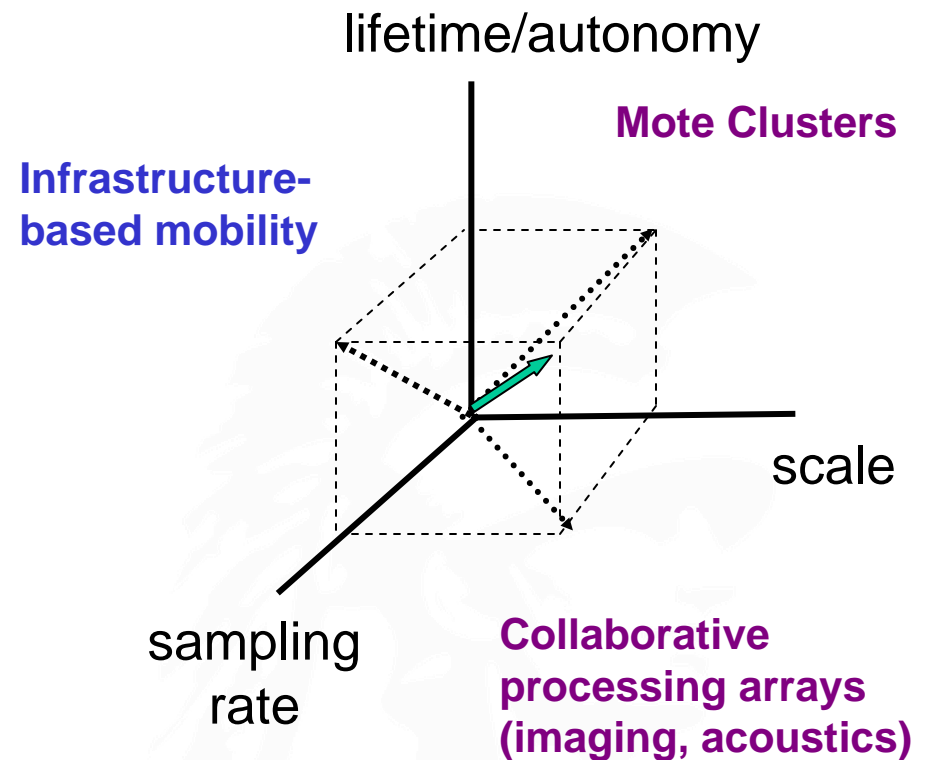 lifetime/autonomy
Mote Clusters
Infrastructure-
based mobility
scale
sampling
rate
Collaborative
processing arrays
(imaging, acoustics)